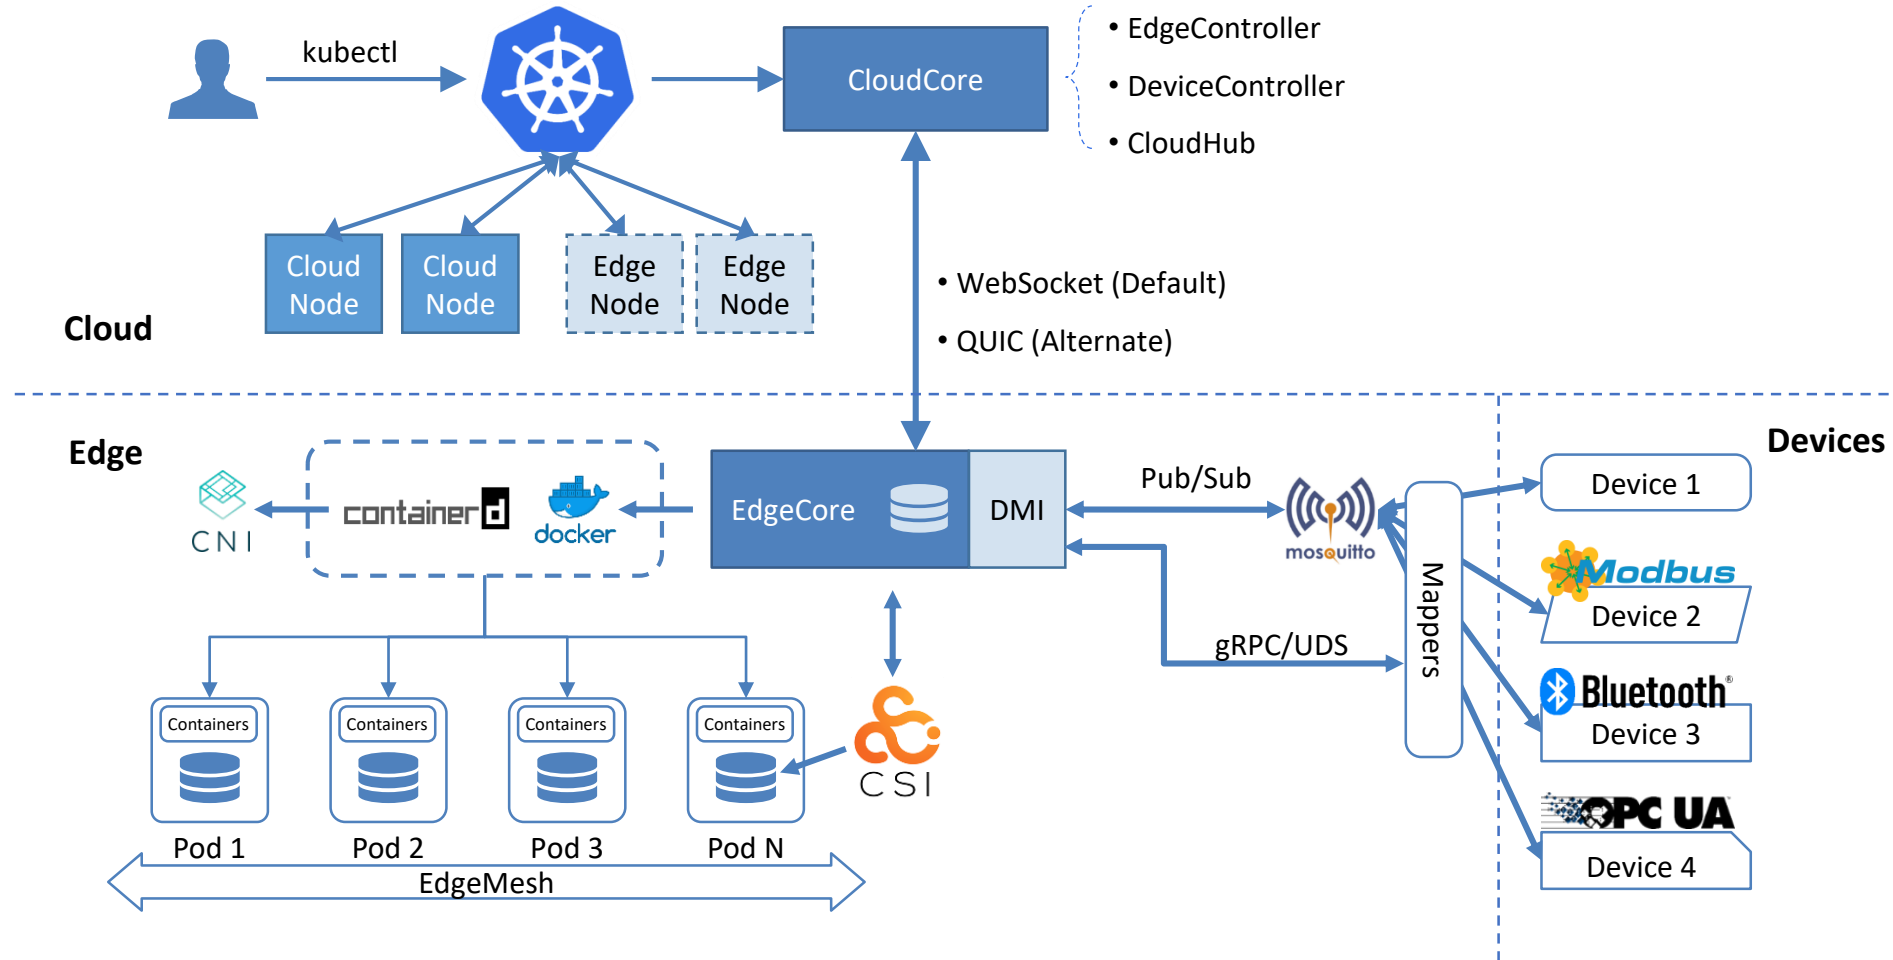 kubectl
CloudCore
• EdgeController
• DeviceController
• CloudHub
Cloud
Node
Cloud
Node
Edge
Node
Edge
Node
• WebSocket (Default)
• QUIC (Alternate)
Cloud
Edge
Devices
CNI
containerd
docker
EdgeCore
DMI
Pub/Sub
mosquitto
gRPC/UDS
Mappers
Device 1
Modbus
Device 2
Bluetooth®
Device 3
OPC UA
Device 4
Containers
Containers
Containers
Containers
CSI
Pod 1
Pod 2
Pod 3
Pod N
EdgeMesh